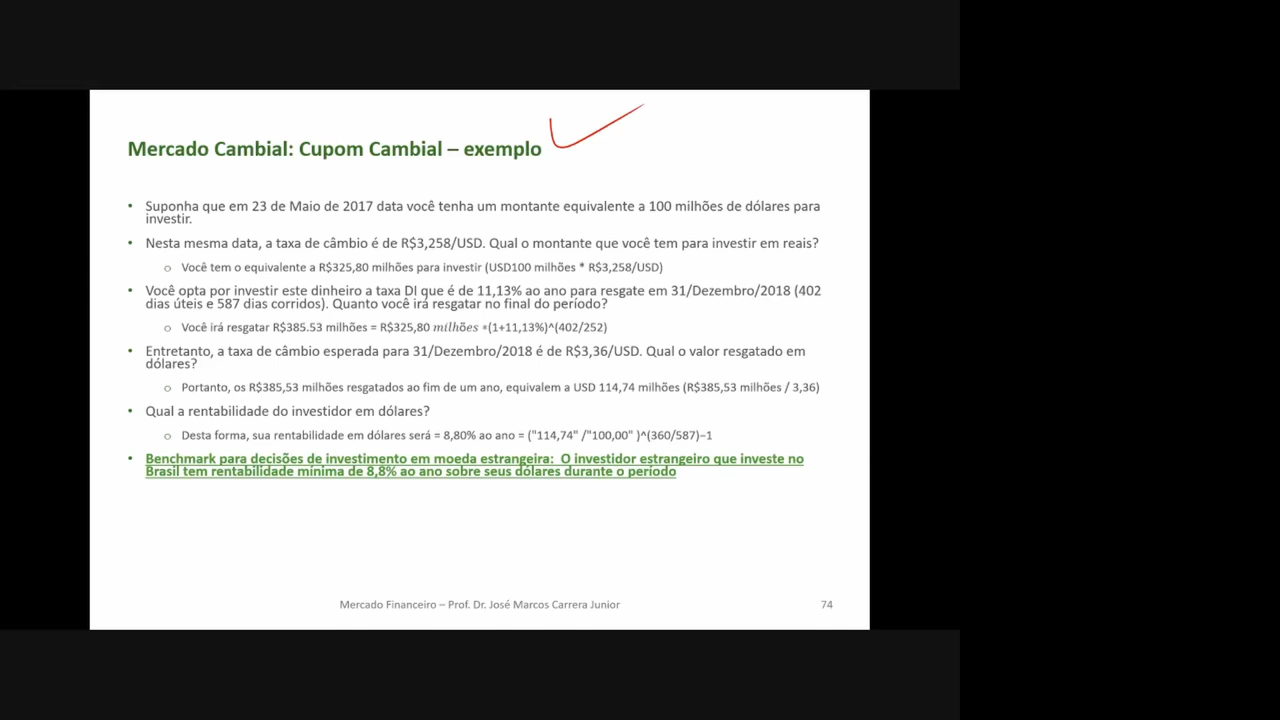 Mercado Cambial: Cupom Cambial – exemplo
• Suponha que em 23 de Maio de 2017 data você tenha um montante equivalente a 100 milhões de dólares para
investir.
• Nesta mesma data, a taxa de câmbio é de R$3,258/USD. Qual o montante que você tem para investir em reais?
o Você tem o equivalente a R$325,80 milhões para investir (USD100 milhões * R$3,258/USD)
• Você opta por investir este dinheiro a taxa DI que é de 11,13% ao ano para resgate em 31/Dezembro/2018 (402
dias úteis e 587 dias corridos). Quanto você irá resgatar no final do período?
o Você irá resgatar R$385.53 milhões = R$325,80 milhões *(1+11,13%)^(402/252)
• Entretanto, a taxa de câmbio esperada para 31/Dezembro/2018 é de R$3,36/USD. Qual o valor resgatado em
dólares?
o Portanto, os R$385,53 milhões resgatados ao fim de um ano, equivalem a USD 114,74 milhões (R$385,53 milhões / 3,36)
• Qual a rentabilidade do investidor em dólares?
o Desta forma, sua rentabilidade em dólares será = 8,80% ao ano = ("114,74" /"100,00" )^(360/587)−1
• Benchmark para decisões de investimento em moeda estrangeira:  O investidor estrangeiro que investe no
Brasil tem rentabilidade mínima de 8,8% ao ano sobre seus dólares durante o período
Mercado Financeiro – Prof. Dr. José Marcos Carrera Junior
74